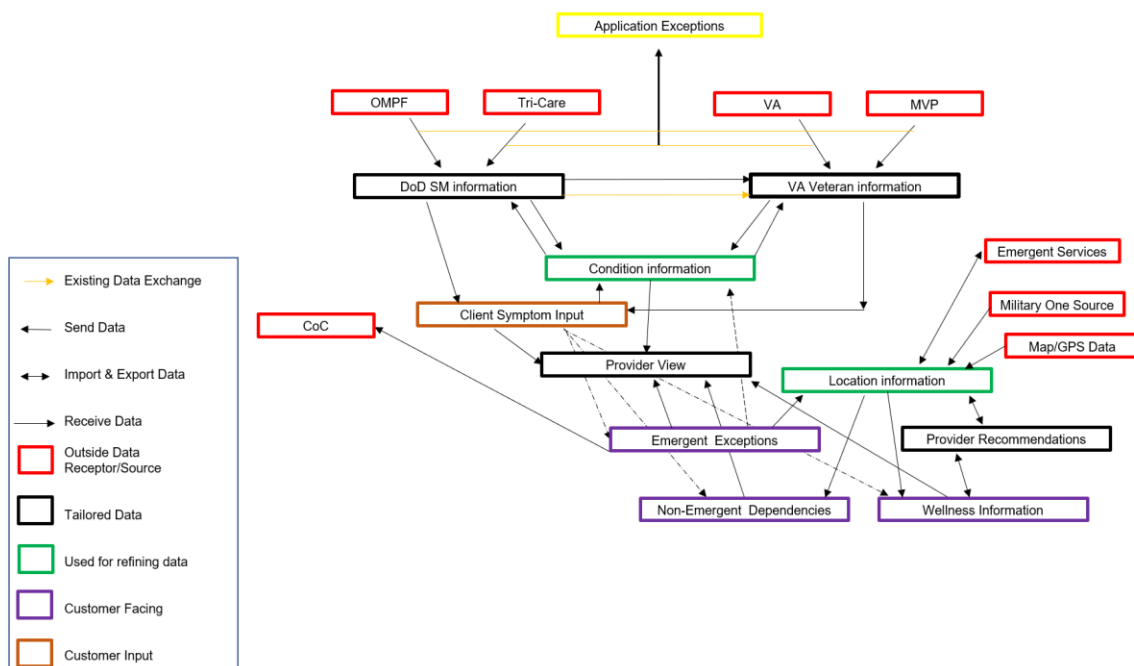 Application Exceptions
OMPF
Tri-Care
VA
MVP
DoD SM information
VA Veteran information
Condition information
Emergent Services
Client Symptom Input
Military One Source
CoC
Map/GPS Data
Provider View
Location information
Emergent Exceptions
Provider Recommendations
Non-Emergent Dependencies
Wellness Information
Existing Data Exchange
Send Data
Import & Export Data
Receive Data
Outside Data
Receptor/Source
Tailored Data
Used for refining data
Customer Facing
Customer Input